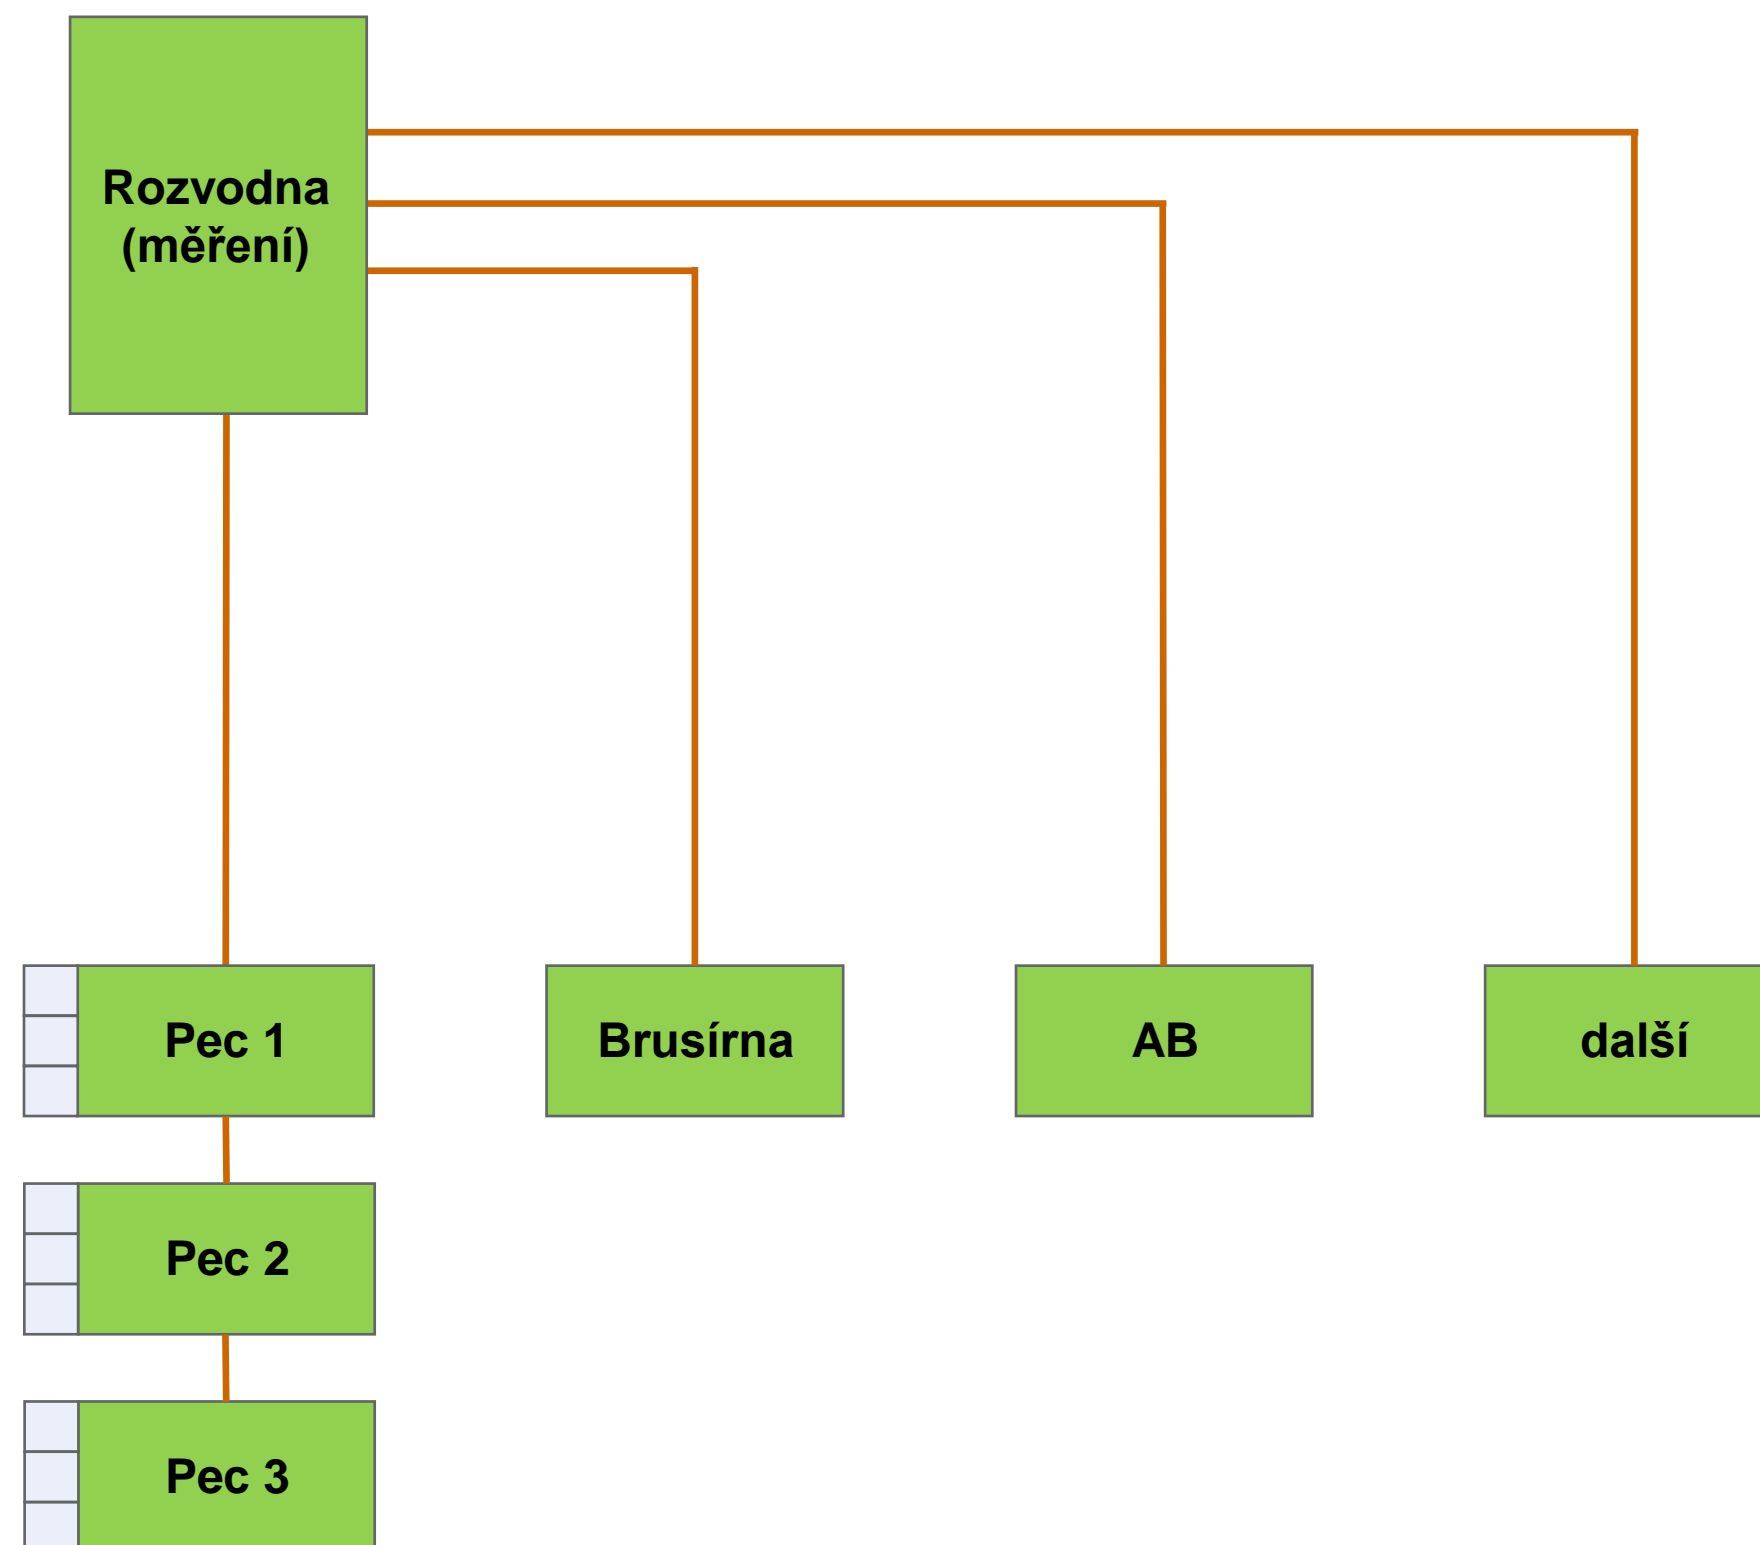 Rozvodna
(měření)
Pec 1
Brusírna
AB
další
Pec 2
Pec 3